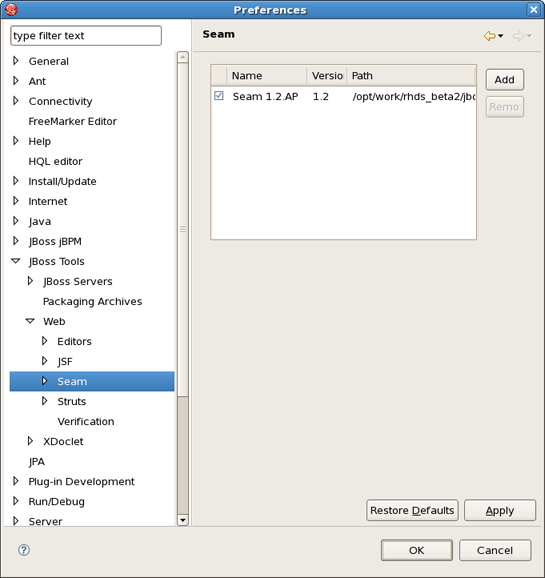 Preferences
type filter text
Seam
General
Ant
Connectivity
FreeMarker Editor
Help
HQL editor
Install/Update
Internet
Java
JBoss jBPM
JBoss Tools
JBoss Servers
Packaging Archives
Web
Editors
JSF
Seam
Struts
Verification
XDoclet
JPA
Plug-in Development
Run/Debug
Server
Name Versio Path
Seam 1.2.AP 1.2 /opt/work/rhds_beta2/jbo
Add
Remo
Restore Defaults Apply
OK Cancel